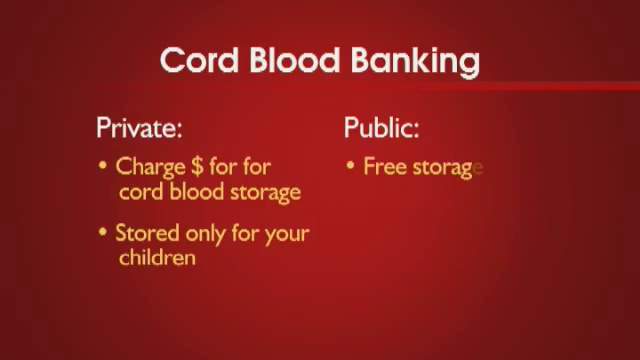 Cord Blood Banking
Private:
• Charge $ for for
cord blood storage
• Stored only for your
children
Public:
• Free storage